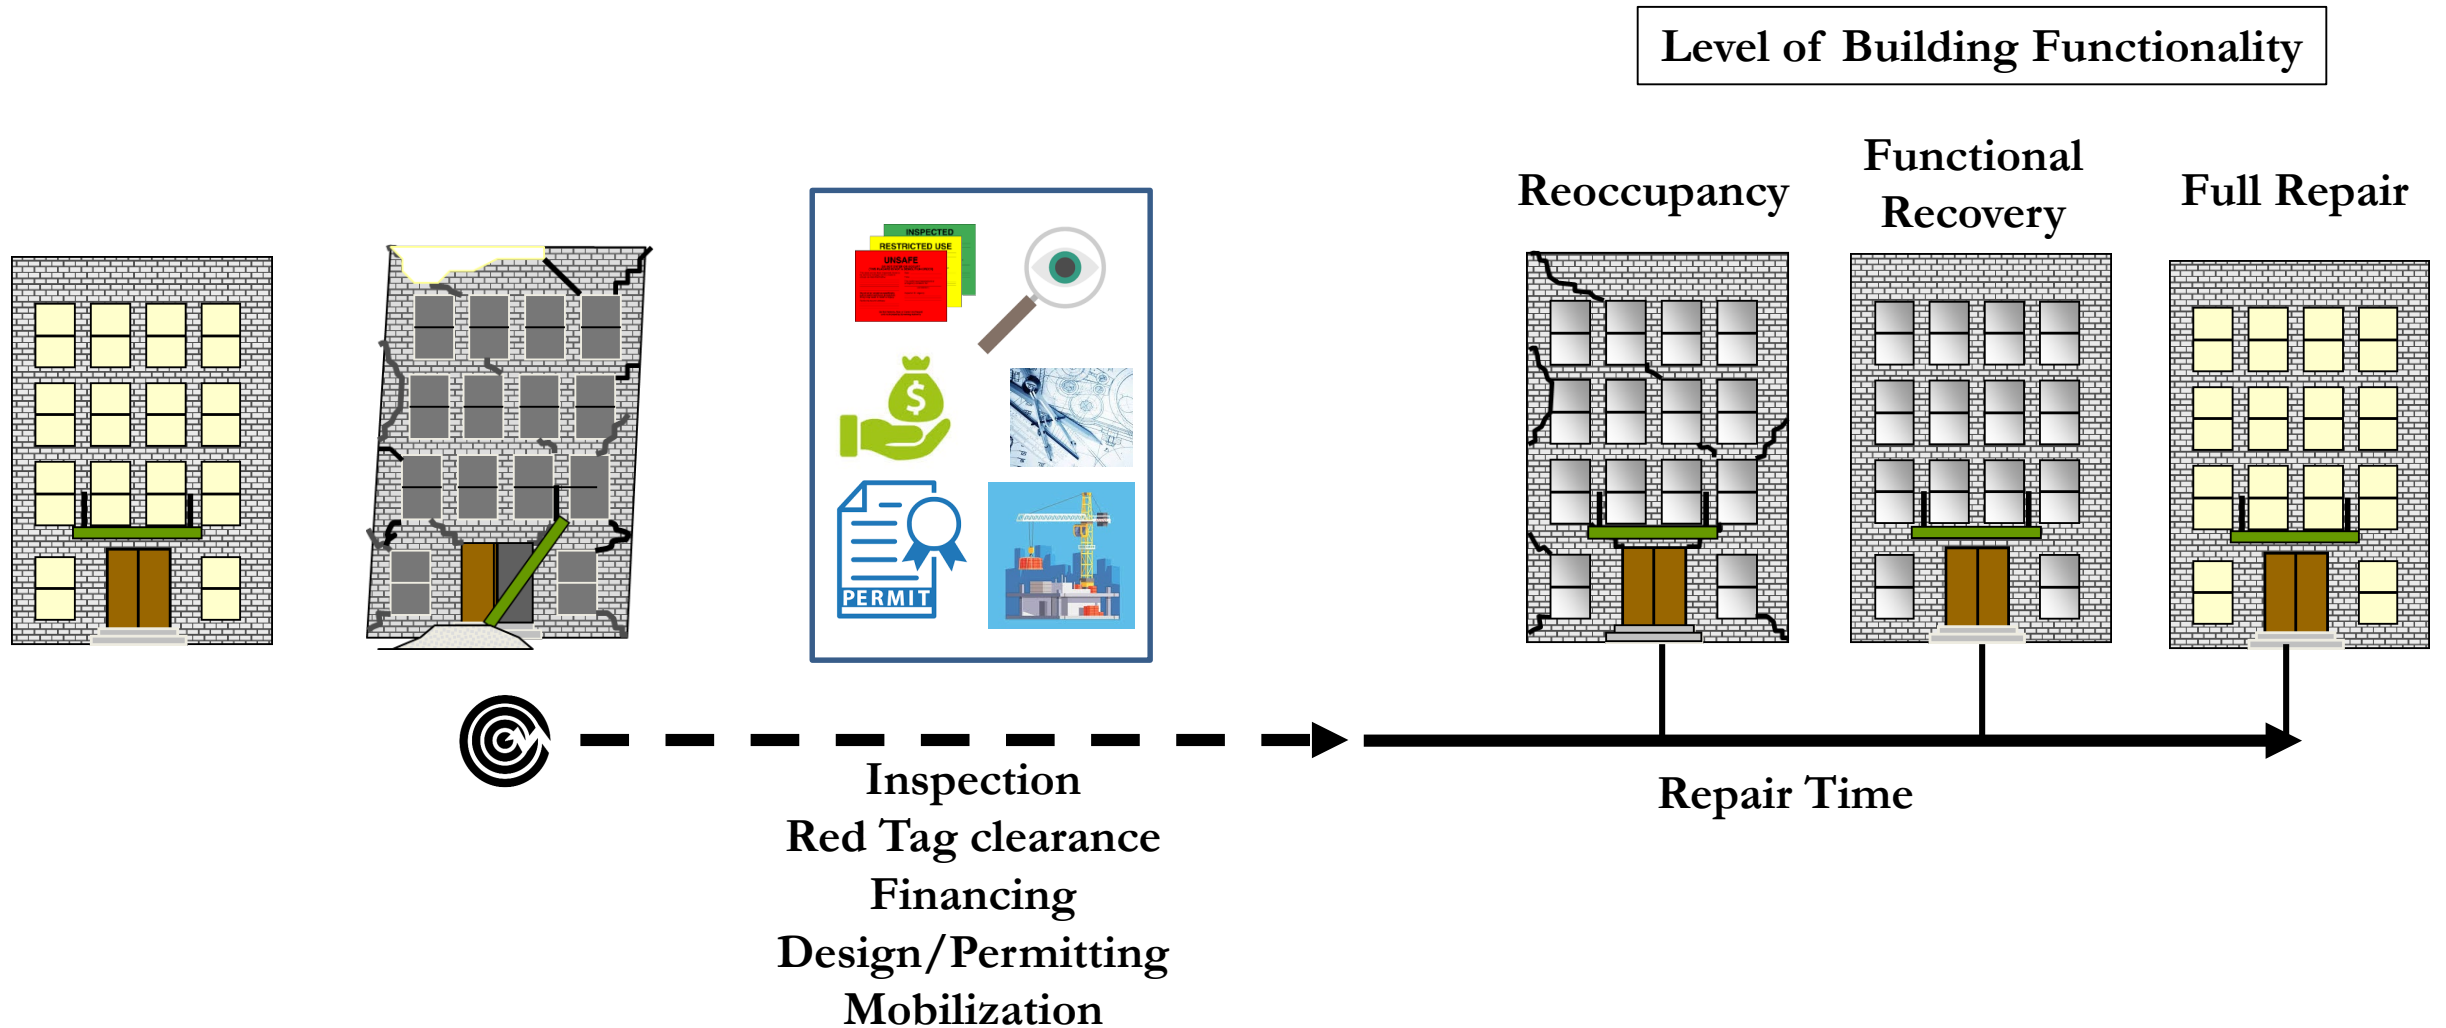 Level of Building Functionality
Reoccupancy
Functional
Recovery
Full Repair
INSPECTED
RESTRICTED USE
UNSAFE
$
PERMIT
Inspection
Red Tag clearance
Financing
Design/Permitting
Mobilization
Repair Time